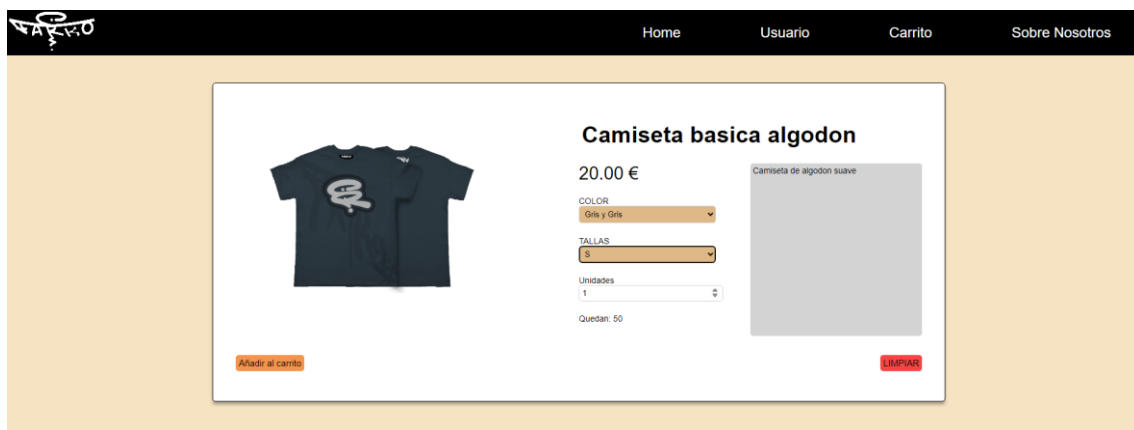 FARKO
Home
Usuario
Carrito
Sobre Nosotros
Camiseta basica algodon
20.00 €
Camiseta de algodon suave
COLOR
Gris y Gris
TALLAS
S
Unidades
1
Quedan: 50
Añadir al carrito
LIMPIAR